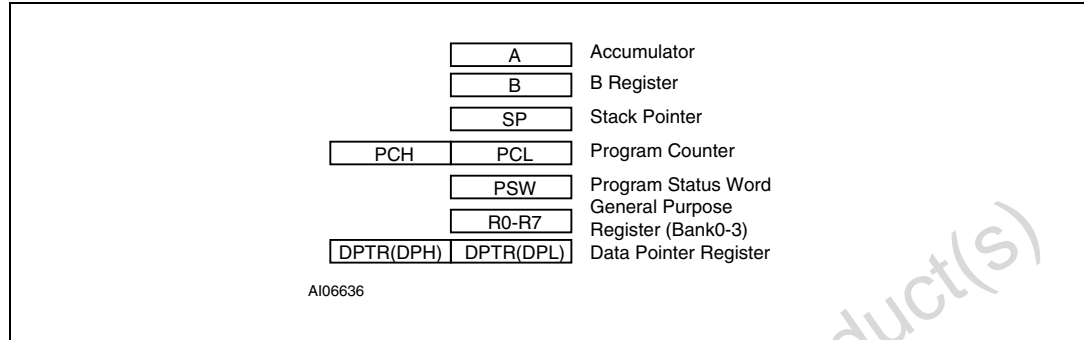 A Accumulator
B B Register
SP Stack Pointer
PCH PCL Program Counter
PSW Program Status Word
R0-R7 General Purpose
Register (Bank0-3)
DPTR(DPH) DPTR(DPL) Data Pointer Register
AI06636
duct(s)